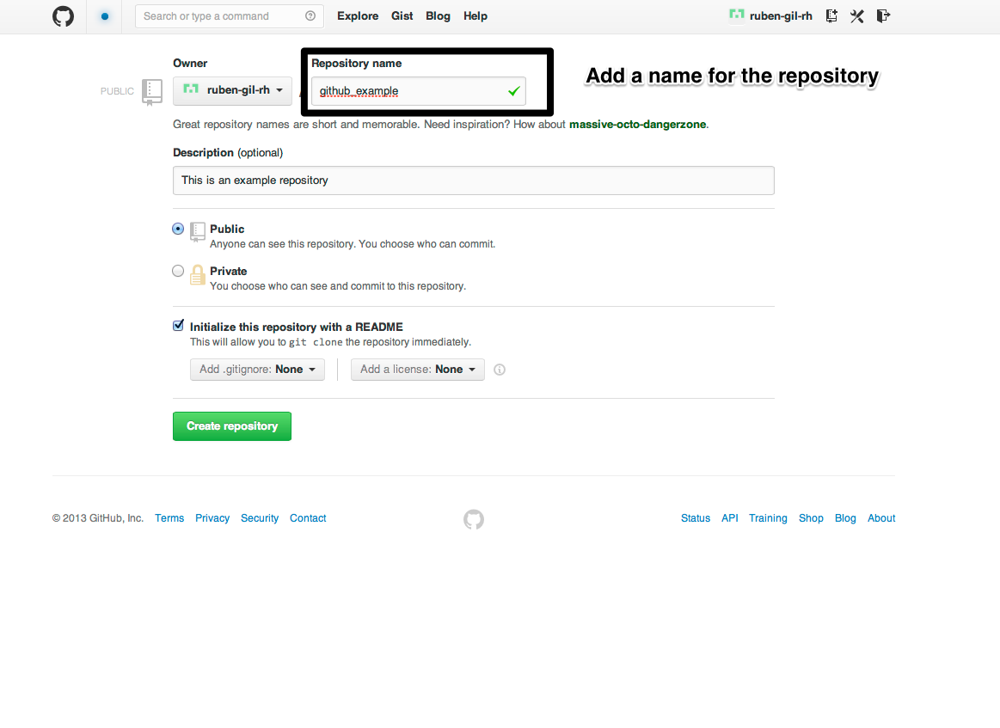 Search or type a command
Explore Gist Blog Help
ruben-gil-rh
Owner
Repository name
Add a name for the repository
PUBLIC
ruben-gil-rh
github_example
Great repository names are short and memorable. Need inspiration? How about massive-octo-dangerzone.
Description (optional)
This is an example repository
Public
Anyone can see this repository. You choose who can commit.
Private
You choose who can see and commit to this repository.
Initialize this repository with a README
This will allow you to git clone the repository immediately.
Add .gitignore: None
Add a license: None
Create repository
© 2013 GitHub, Inc. Terms Privacy Security Contact
Status API Training Shop Blog About